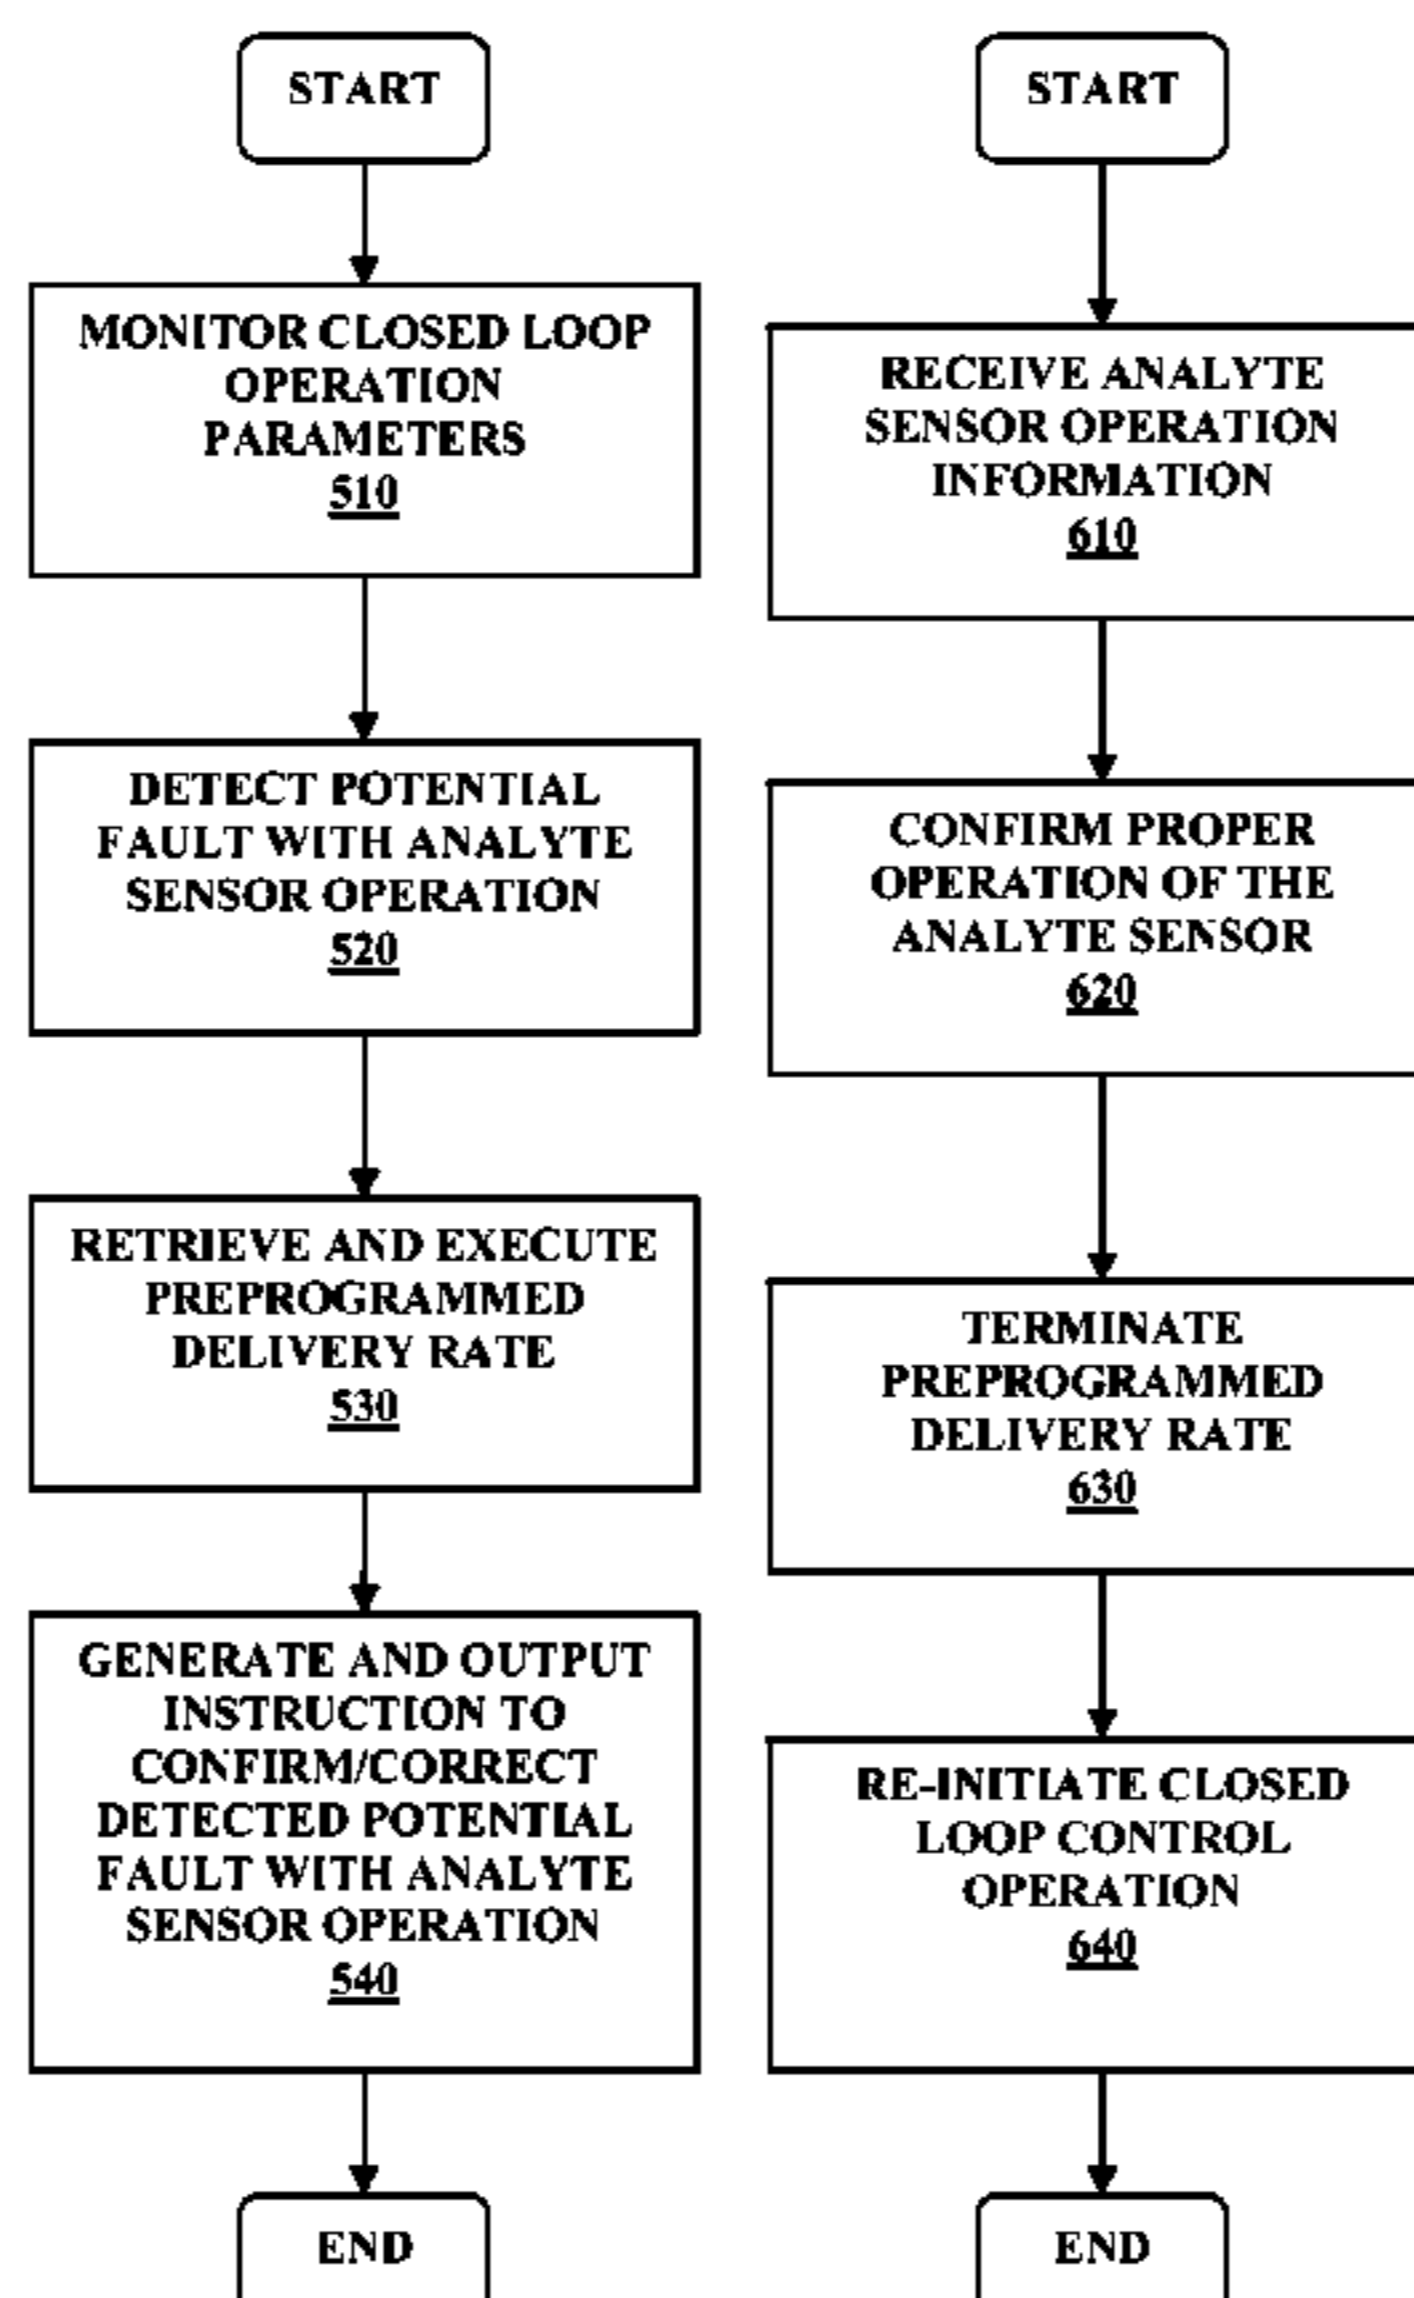 START
MONITOR CLOSED LOOP
OPERATION
PARAMETERS
510
DETECT POTENTIAL
FAULT WITH ANALYTE
SENSOR OPERATION
520
RETRIEVE AND EXECUTE
PREPROGRAMMED
DELIVERY RATE
530
GENERATE AND OUTPUT
INSTRUCTION TO
CONFIRM/CORRECT
DETECTED POTENTIAL
FAULT WITH ANALYTE
SENSOR OPERATION
540
END
START
RECEIVE ANALYTE
SENSOR OPERATION
INFORMATION
610
CONFIRM PROPER
OPERATION OF THE
ANALYTE SENSOR
620
TERMINATE
PREPROGRAMMED
DELIVERY RATE
630
RE-INITIATE CLOSED
LOOP CONTROL
OPERATION
640
END